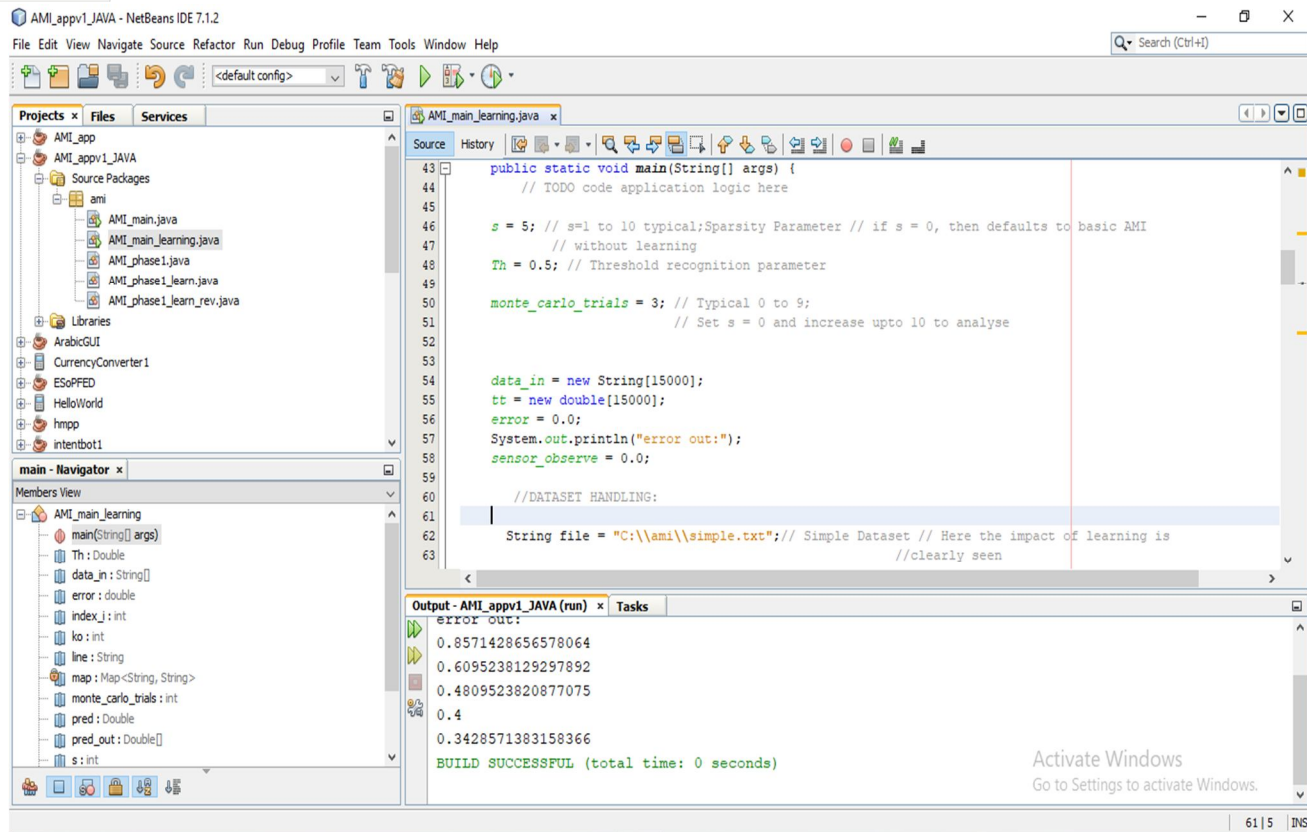 AMI_appv1_JAVA - NetBeans IDE 7.1.2
File Edit View Navigate Source Refactor Run Debug Profile Team Tools Window Help
Search (Ctrl+I)
<default config>
Projects x Files Services
AMI_app
AMI_appv1_JAVA
Source Packages
ami
AMI_main.java
AMI_main_learning.java
AMI_phase1.java
AMI_phase1_learn.java
AMI_phase1_learn_rev.java
Libraries
ArabicGUI
CurrencyConverter1
ESoPFED
HelloWorld
hmpp
intentbot1
main - Navigator x
Members View
AMI_main_learning
main(String[] args)
Th : Double
data_in : String[]
error : double
index_i : int
ko : int
line : String
map : Map<String, String>
monte_carlo_trials : int
pred : Double
pred_out : Double[]
s : int
AMI_main_learning.java x
Source History
43 public static void main(String[] args) {
44 // TODO code application logic here
45
46 s = 5; // s=1 to 10 typical;Sparsity Parameter // if s = 0, then defaults to basic AMI
47 // without learning
48 Th = 0.5; // Threshold recognition parameter
49
50 monte_carlo_trials = 3; // Typical 0 to 9;
51 // Set s = 0 and increase upto 10 to analyse
52
53
54 data_in = new String[15000];
55 tt = new double[15000];
56 error = 0.0;
57 System.out.println("error out:");
58 sensor_observe = 0.0;
59
60 //DATASET HANDLING:
61
62 String file = "C:\\ami\\simple.txt";// Simple Dataset // Here the impact of learning is
63 //clearly seen
Output - AMI_appv1_JAVA (run) x Tasks
error out:
0.8571428656578064
0.6095238129297892
0.4809523820877075
0.4
0.3428571383158366
BUILD SUCCESSFUL (total time: 0 seconds)
Activate Windows
Go to Settings to activate Windows.
61 | 5 INS